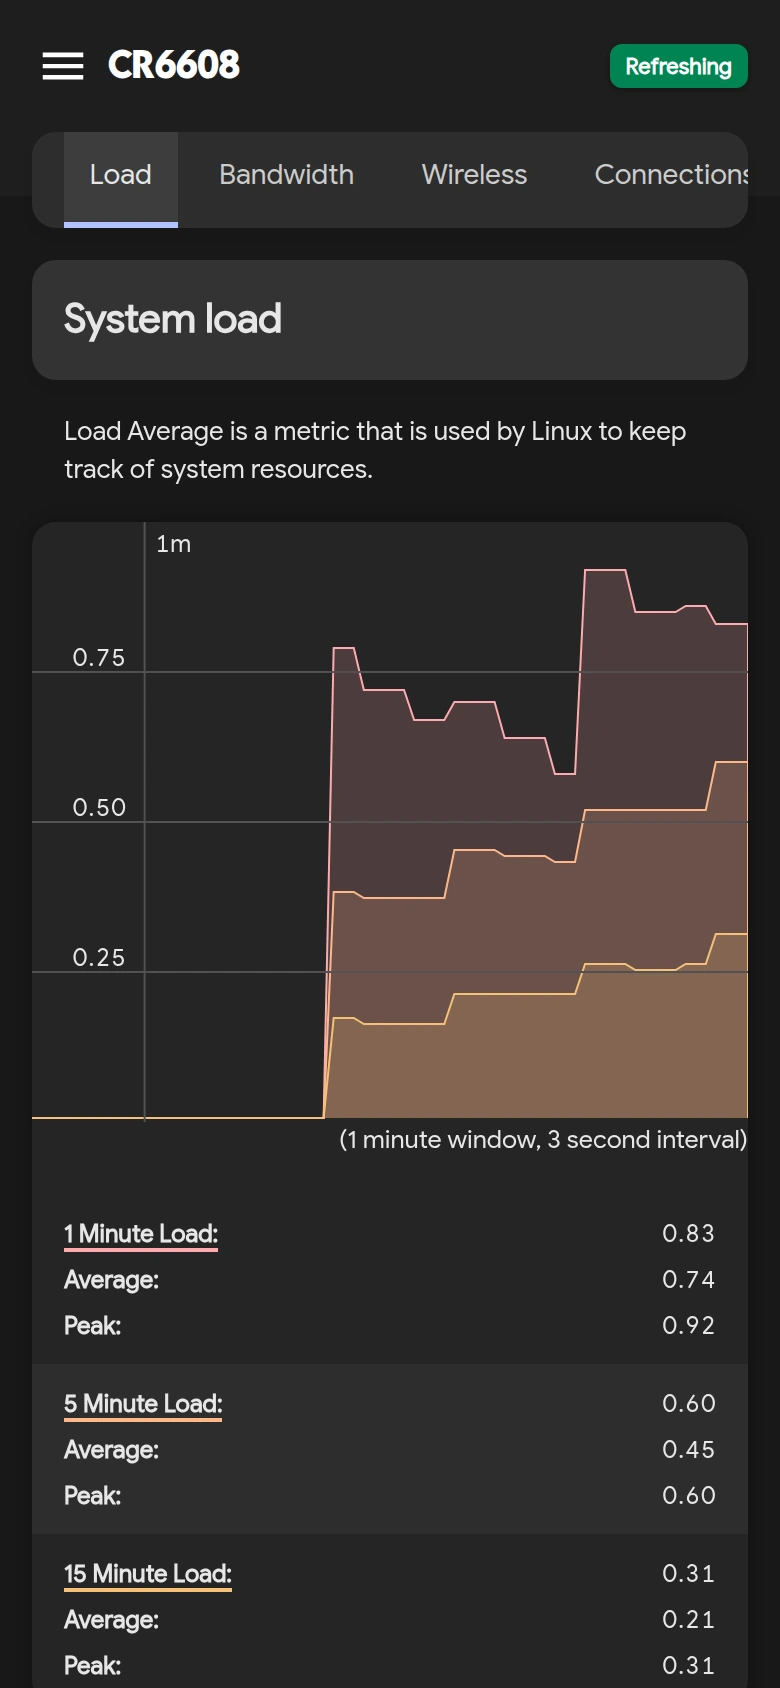 CR6608
Refreshing
Load Bandwidth Wireless Connections
System load
Load Average is a metric that is used by Linux to keep
track of system resources.
1m
0.75
0.50
0.25
(1 minute window, 3 second interval)
1 Minute Load: 0.83
Average: 0.74
Peak: 0.92
5 Minute Load: 0.60
Average: 0.45
Peak: 0.60
15 Minute Load: 0.31
Average: 0.21
Peak: 0.31